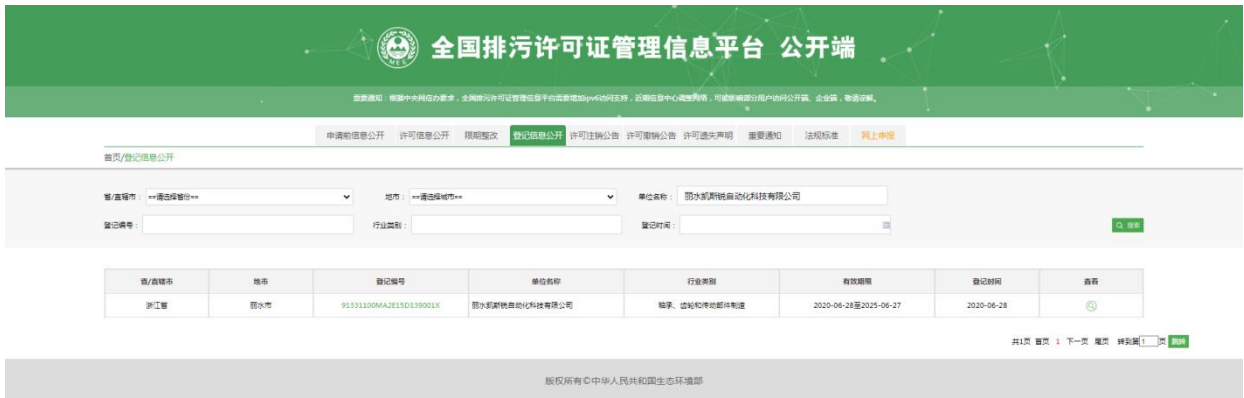 MEE
全国排污许可证管理信息平台 公开端
重要通知：根据中央网信办要求，全国排污许可证管理信息平台需要增加ipv6访问支持，近期信息中心调整网络，可能影响部分用户访问公开端、企业端，敬请谅解。
申请前信息公开 许可信息公开 限期整改 登记信息公开 许可注销公告 许可撤销公告 许可遗失声明 重要通知 法规标准 网上申报
首页/登记信息公开
省/直辖市： ==请选择省份== 地市： ==请选择城市== 单位名称： 丽水凯斯锐自动化科技有限公司
登记编号： 行业类别： 登记时间： 搜索
省/直辖市 地市 登记编号 单位名称 行业类别 有效期限 登记时间 查看
浙江省 丽水市 91331100MA2E15D139001X 丽水凯斯锐自动化科技有限公司 轴承、齿轮和传动部件制造 2020-06-28至2025-06-27 2020-06-28
共1页 首页 1 下一页 尾页 转到第 1 页 跳转
版权所有©中华人民共和国生态环境部